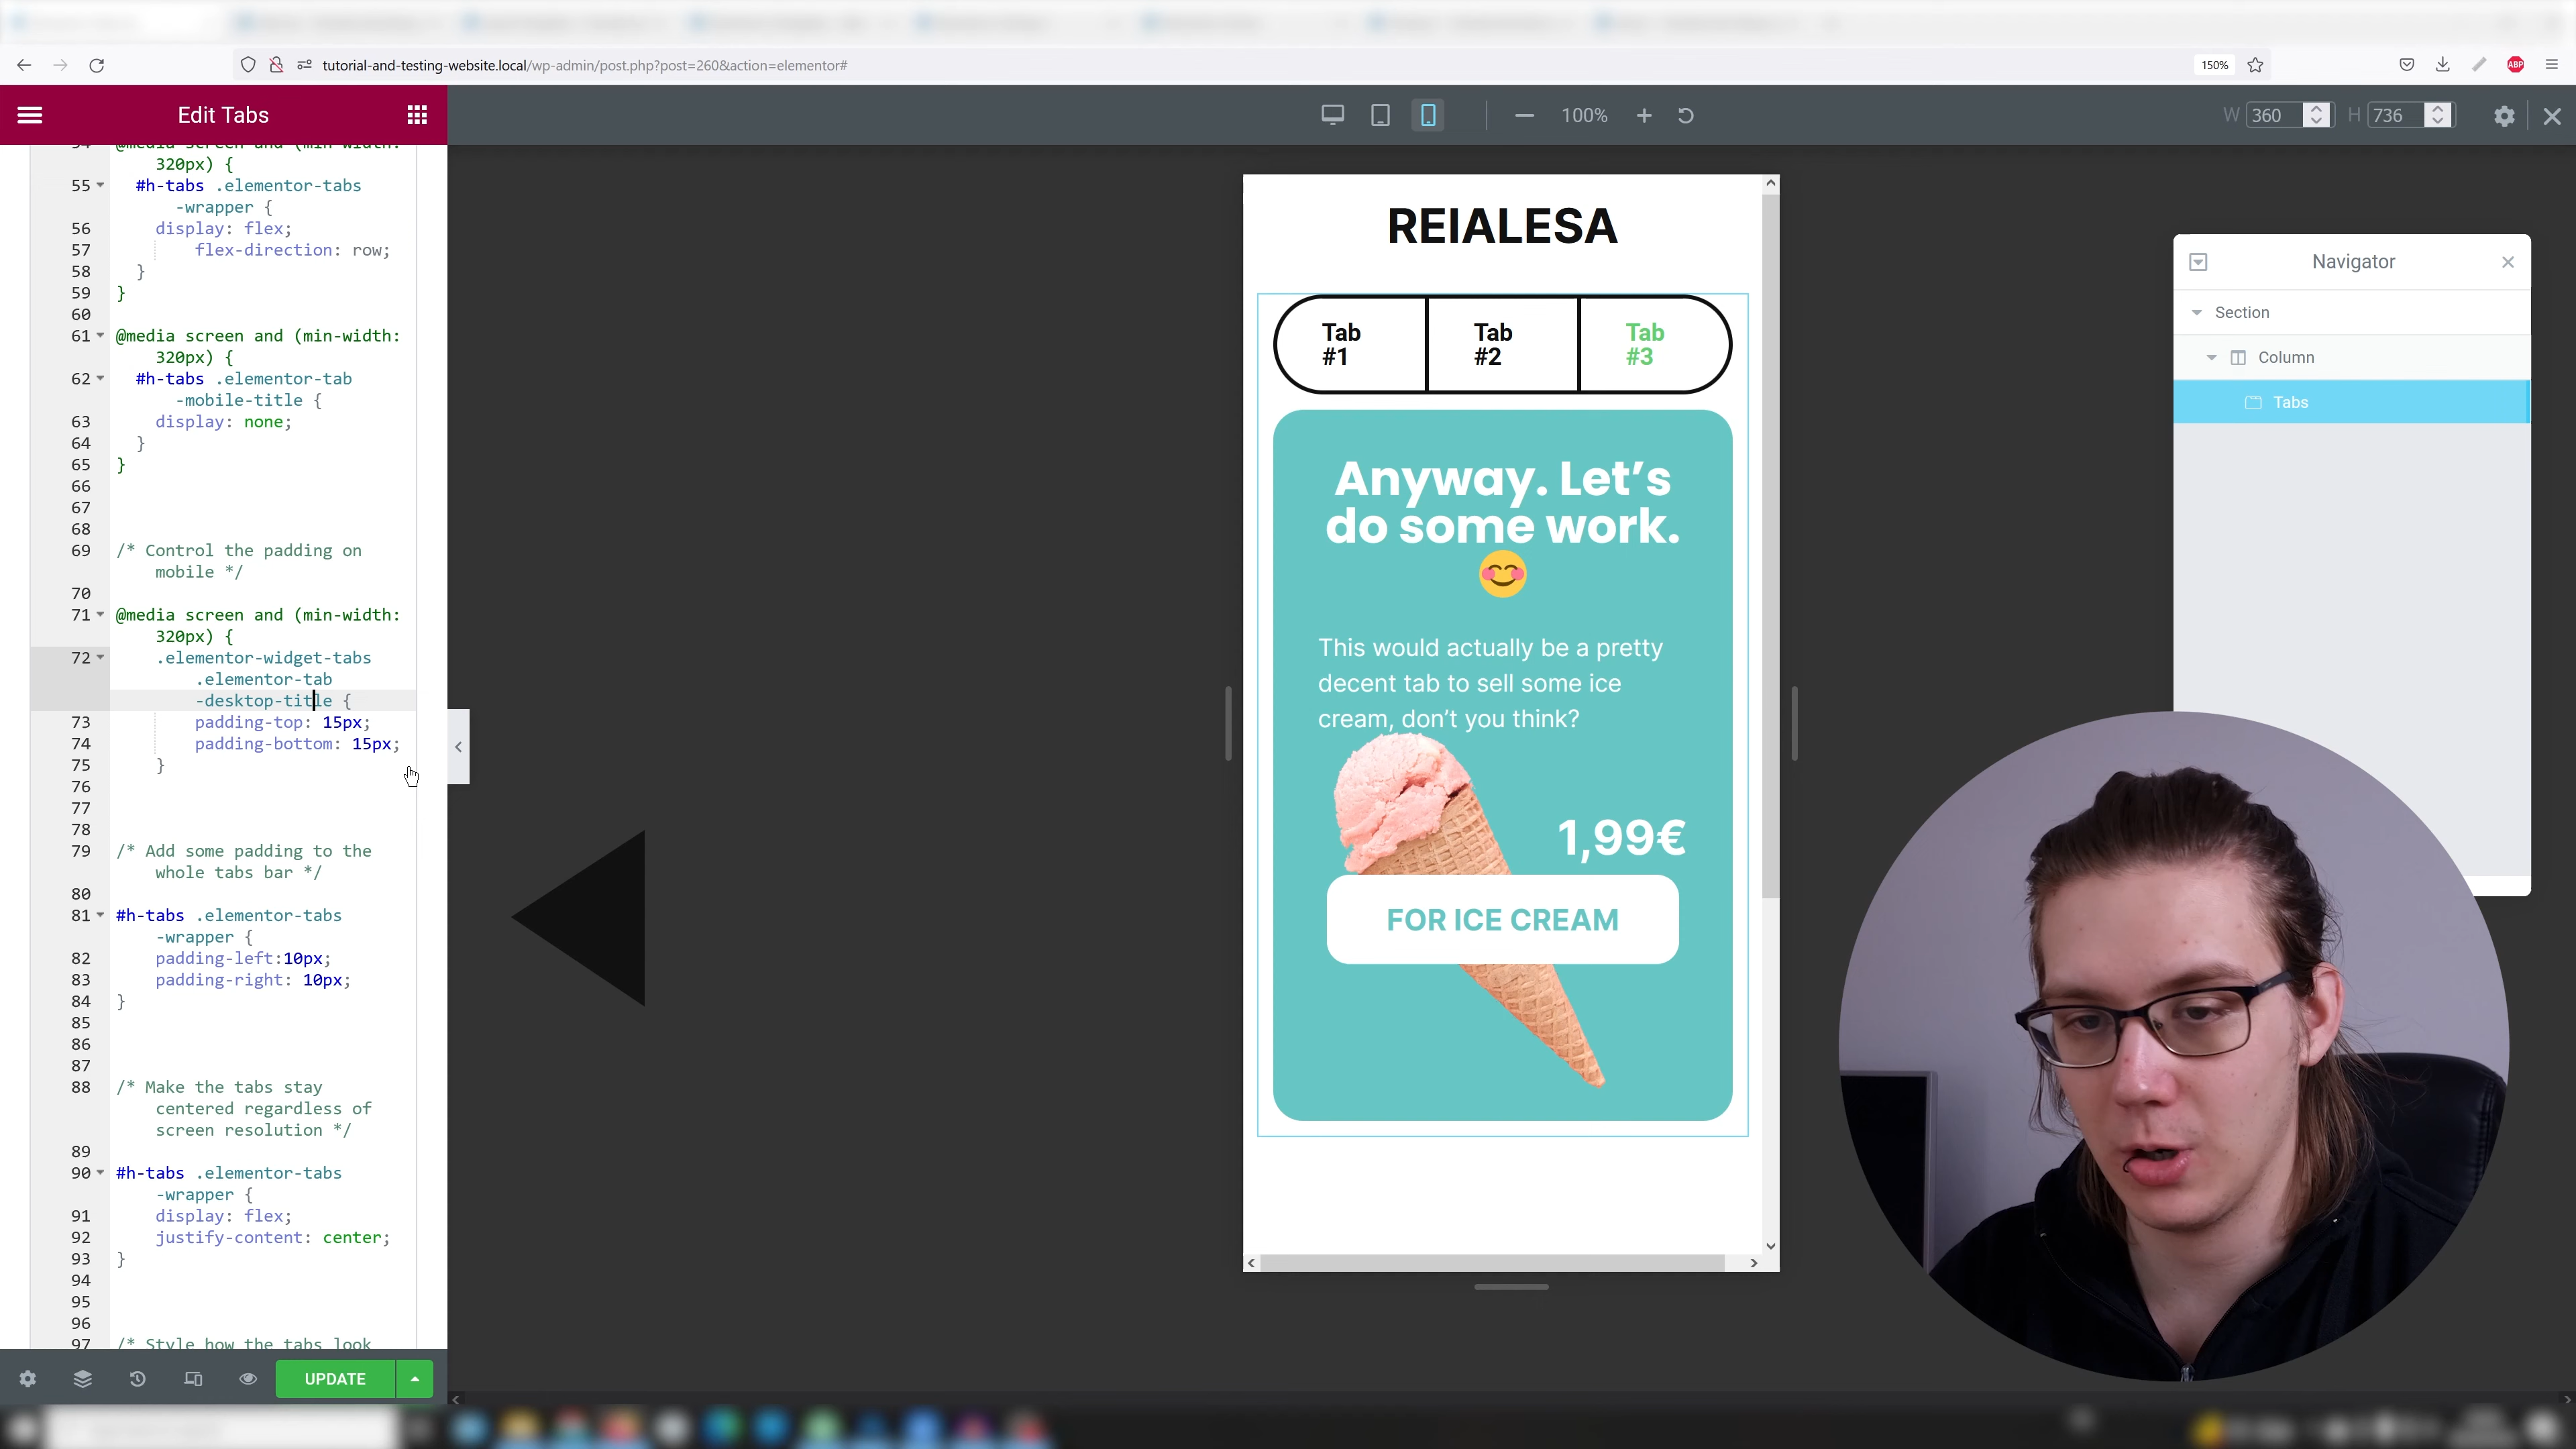 tutorial-and-testing-website.local/wp-admin/post.php?post=260&action=elementor#
150%
ABP
Edit Tabs
100%
W 360
H 736
320px) {
55 #h-tabs .elementor-tabs
-wrapper {
56 display: flex;
57 flex-direction: row;
58 }
59 }
60
61 @media screen and (min-width:
320px) {
62 #h-tabs .elementor-tab
-mobile-title {
63 display: none;
64 }
65 }
66
67
68
69 /* Control the padding on
mobile */
70
71 @media screen and (min-width:
320px) {
72 .elementor-widget-tabs
.elementor-tab
-desktop-title {
73 padding-top: 15px;
74 padding-bottom: 15px;
75 }
76
77
78
79 /* Add some padding to the
whole tabs bar */
80
81 #h-tabs .elementor-tabs
-wrapper {
82 padding-left:10px;
83 padding-right: 10px;
84 }
85
86
87
88 /* Make the tabs stay
centered regardless of
screen resolution */
89
90 #h-tabs .elementor-tabs
-wrapper {
91 display: flex;
92 justify-content: center;
93 }
94
95
96
97 /* Style how the tabs look
UPDATE
REIALESA
Tab
#1
Tab
#2
Tab
#3
Anyway. Let's
do some work.
This would actually be a pretty
decent tab to sell some ice
cream, don't you think?
1,99€
FOR ICE CREAM
Navigator
Section
Column
Tabs